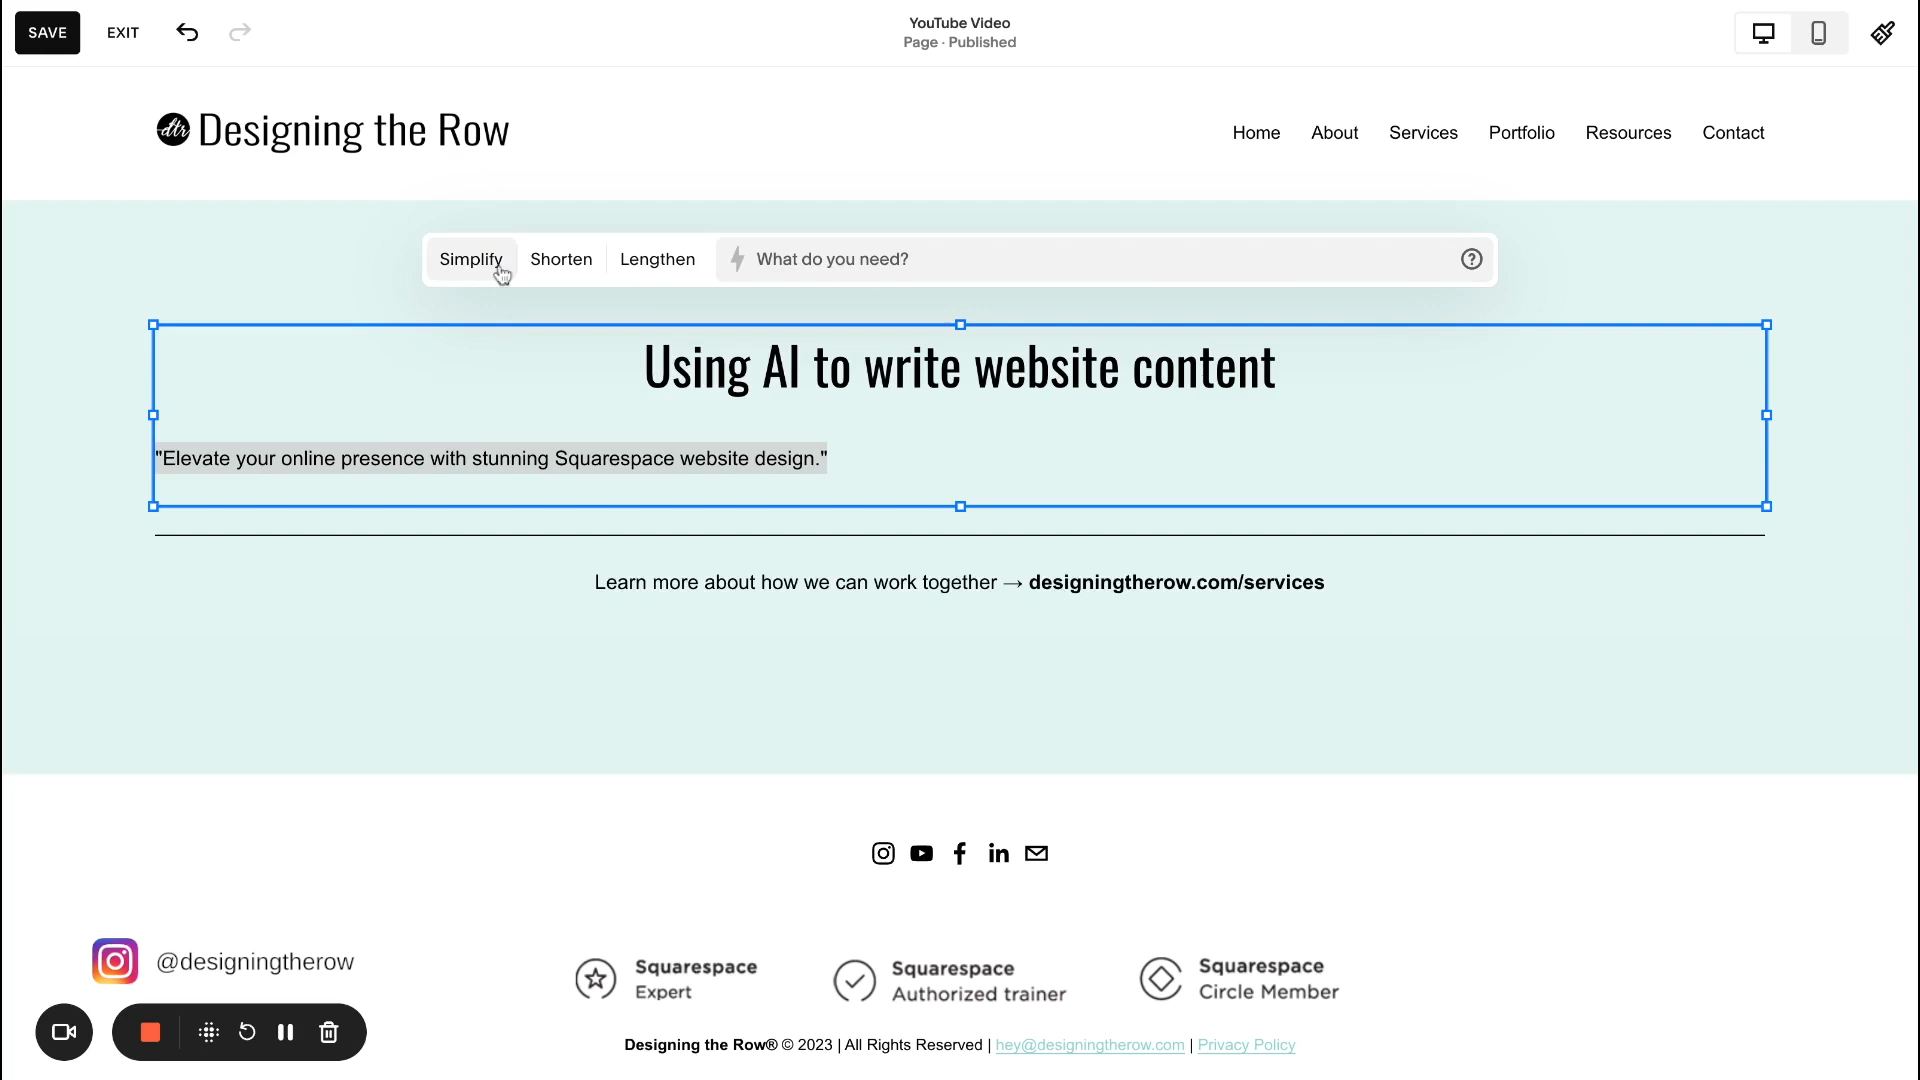 SAVE
EXIT
YouTube Video
Page · Published
dtr Designing the Row
Home
About
Services
Portfolio
Resources
Contact
Simplify
Shorten
Lengthen
What do you need?
Using AI to write website content
"Elevate your online presence with stunning Squarespace website design."
Learn more about how we can work together → designingtherow.com/services
@designingtherow
Squarespace
Expert
Squarespace
Authorized trainer
Squarespace
Circle Member
Designing the Row® © 2023 | All Rights Reserved | hey@designingtherow.com | Privacy Policy